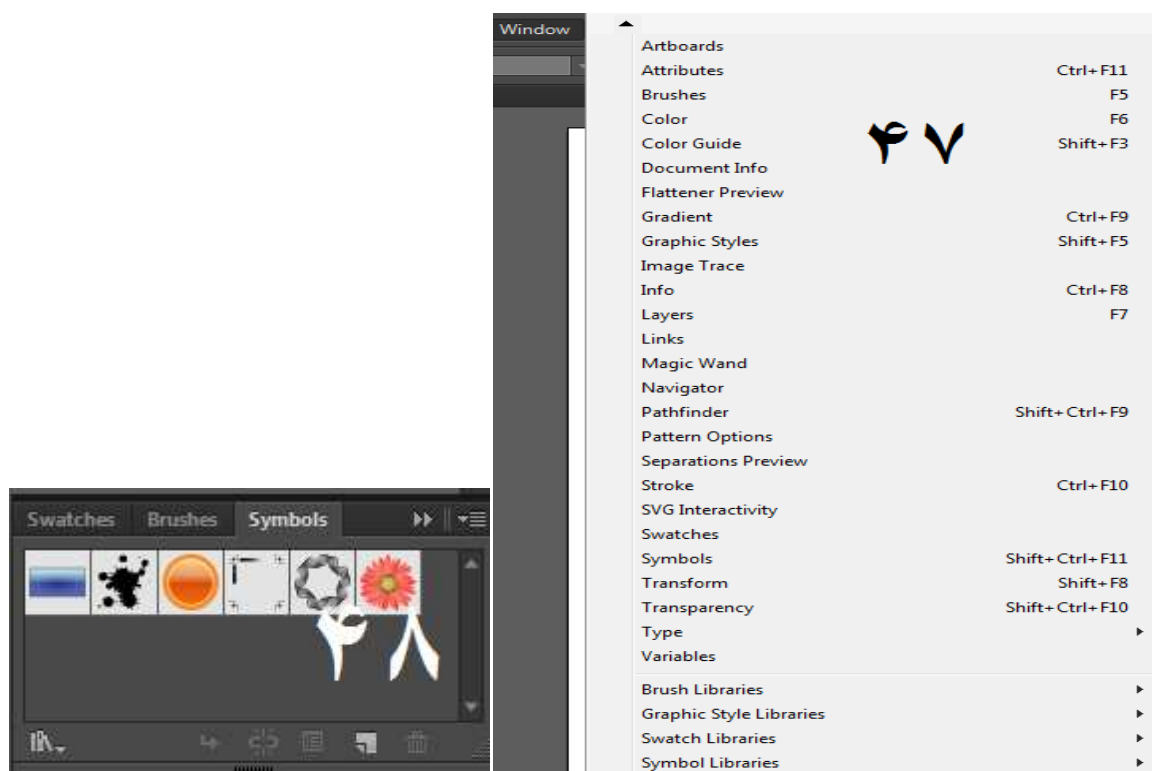 Window
Artboards
Attributes Ctrl+F11
Brushes F5
Color F6
Color Guide Shift+F3
۴۷
Document Info
Flattener Preview
Gradient Ctrl+F9
Graphic Styles Shift+F5
Image Trace
Info Ctrl+F8
Layers F7
Links
Magic Wand
Navigator
Pathfinder Shift+Ctrl+F9
Pattern Options
Separations Preview
Stroke Ctrl+F10
SVG Interactivity
Swatches
Symbols Shift+Ctrl+F11
Transform Shift+F8
Transparency Shift+Ctrl+F10
Type
Variables
Brush Libraries
Graphic Style Libraries
Swatch Libraries
Symbol Libraries
Swatches Brushes Symbols
۴۸